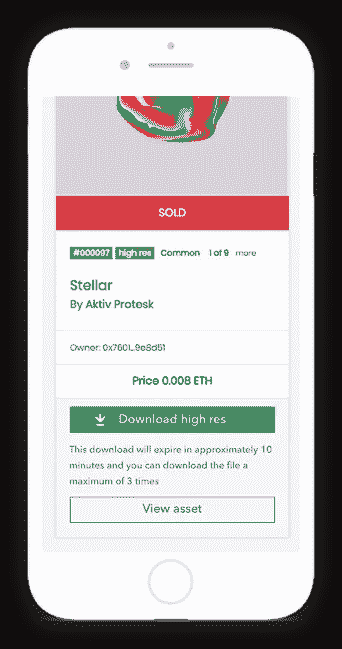 SOLD
#000097 high res Common 1 of 9 more
Stellar
By Aktiv Protesk
Owner: 0x7601...9e8d51
Price 0.008 ETH
Download high res
This download will expire in approximately 10
minutes and you can download the file a
maximum of 3 times
View asset